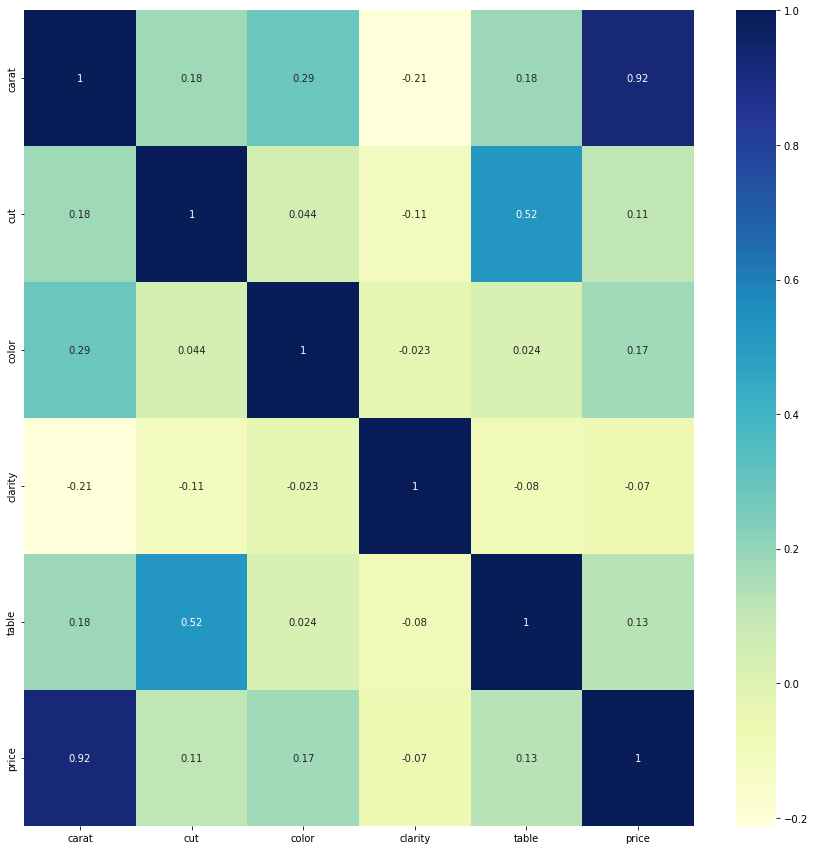 carat 1 0.18 0.29 -0.21 0.18 0.92
cut 0.18 1 0.044 -0.11 0.52 0.11
color 0.29 0.044 1 -0.023 0.024 0.17
clarity -0.21 -0.11 -0.023 1 -0.08 -0.07
table 0.18 0.52 0.024 -0.08 1 0.13
price 0.92 0.11 0.17 -0.07 0.13 1
carat cut color clarity table price
1.0
0.8
0.6
0.4
0.2
0.0
−0.2